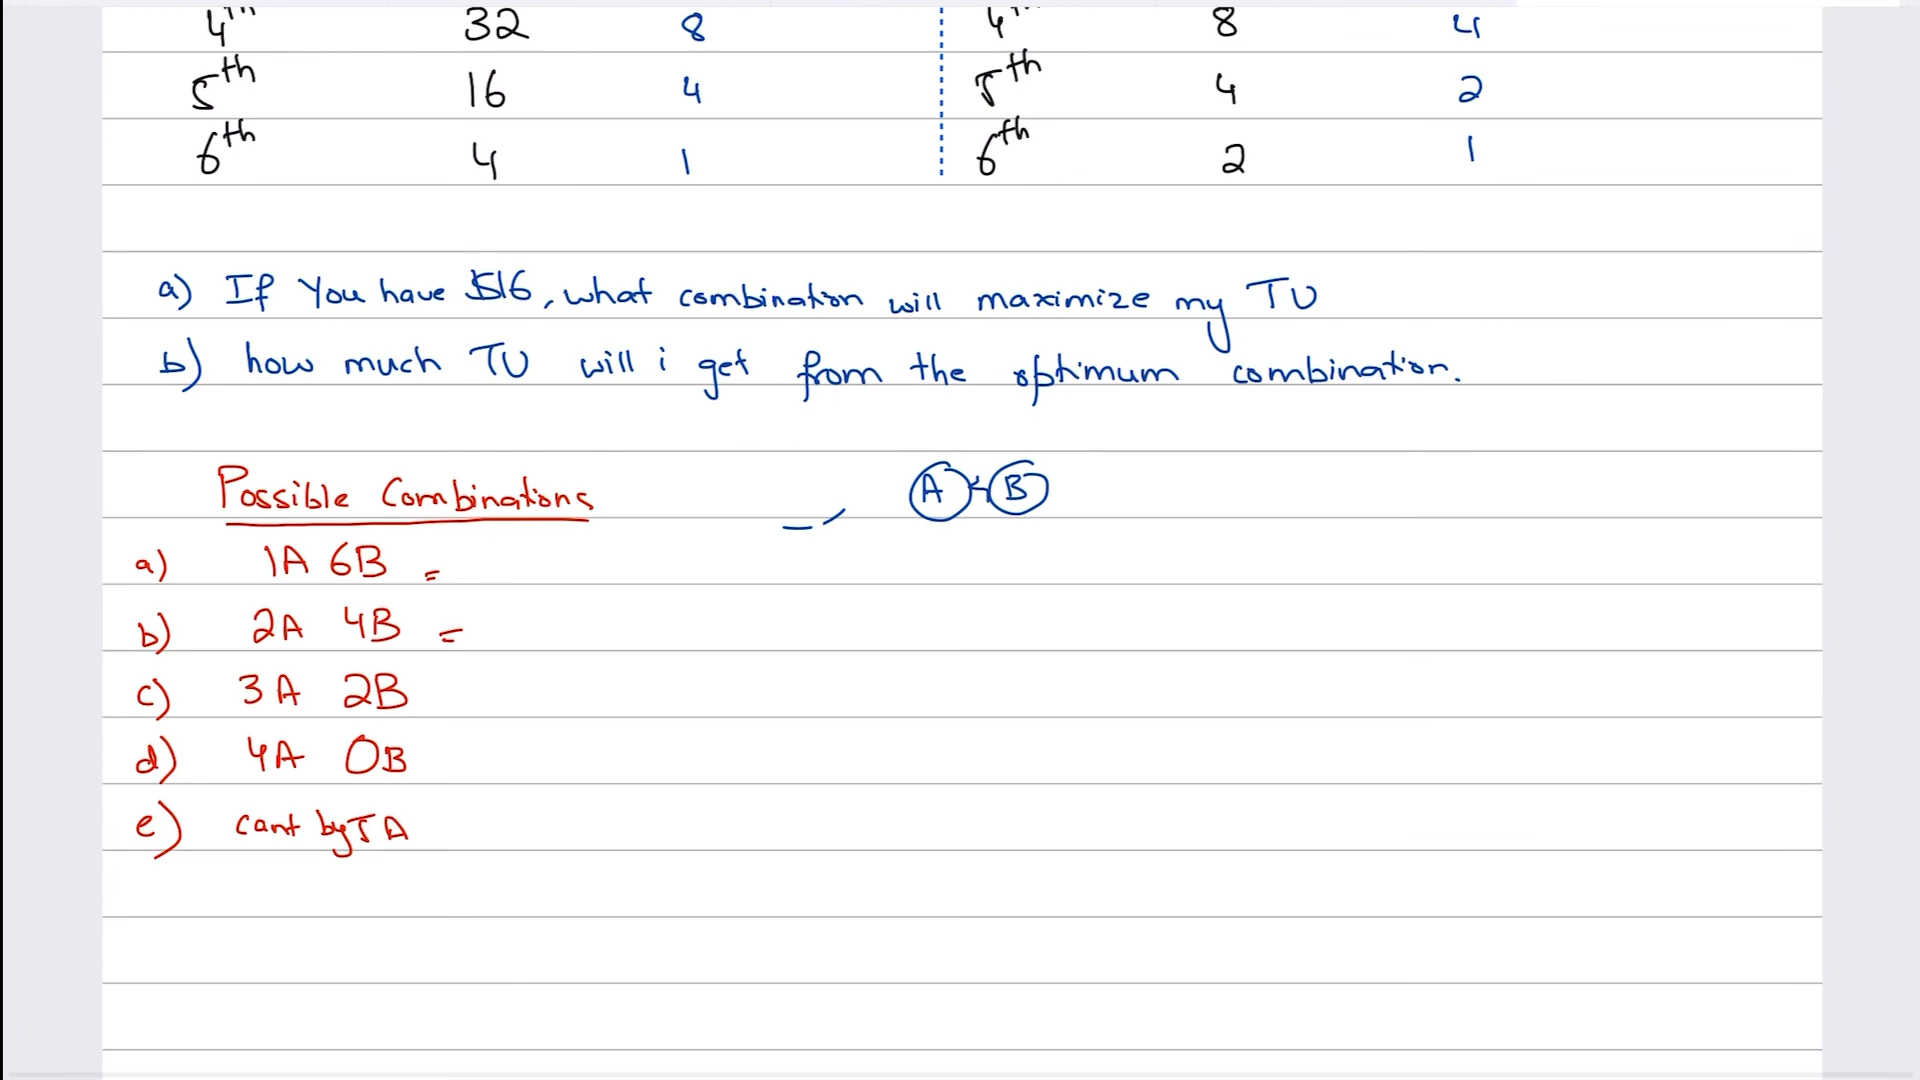 4th 32 8 4th 8 4
5th 16 4 5th 4 2
6th 4 1 6th 2 1
a) If You have $16, what combination will maximize my TU
b) how much TU will i get from the optimum combination.
Possible Combinations
A B
a) 1A 6B =
b) 2A 4B =
c) 3A 2B
d) 4A 0B
e) cant by 5 A